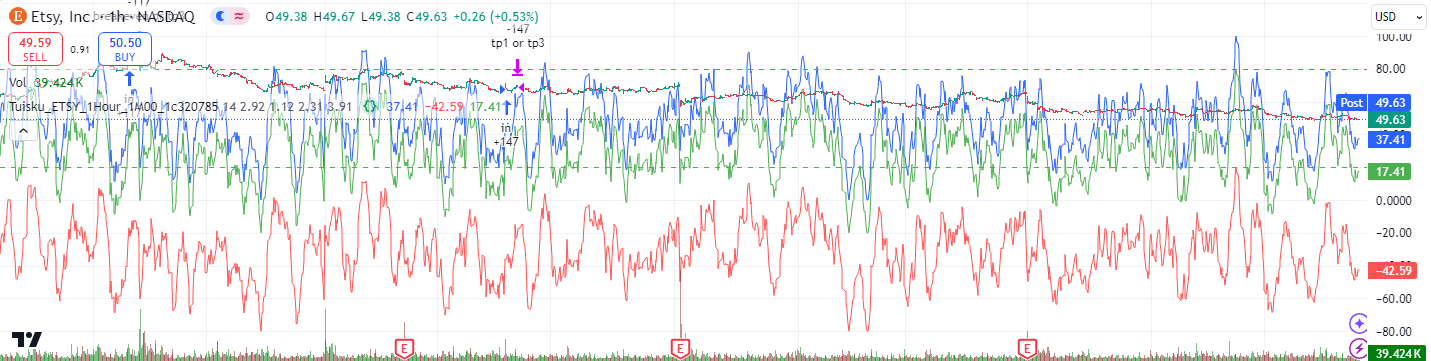 -117
Etsy, Inc. · 1h · NASDAQ O49.38 H49.67 L49.38 C49.63 +0.26 (+0.53%)
USD
-147
49.59
SELL
0.91
50.50
BUY
tp1 or tp3
100.00
80.00
Vol 39.424K
Tuisku_ETSY_1Hour_1M00_1c320785 14 2.92 1.12 2.31 3.91 {} 37.41 −42.59 17.41
Post 49.63
49.63
in
+147
37.41
17.41
0.0000
−20.00
−42.59
−60.00
−80.00
E
E
E
39.424K